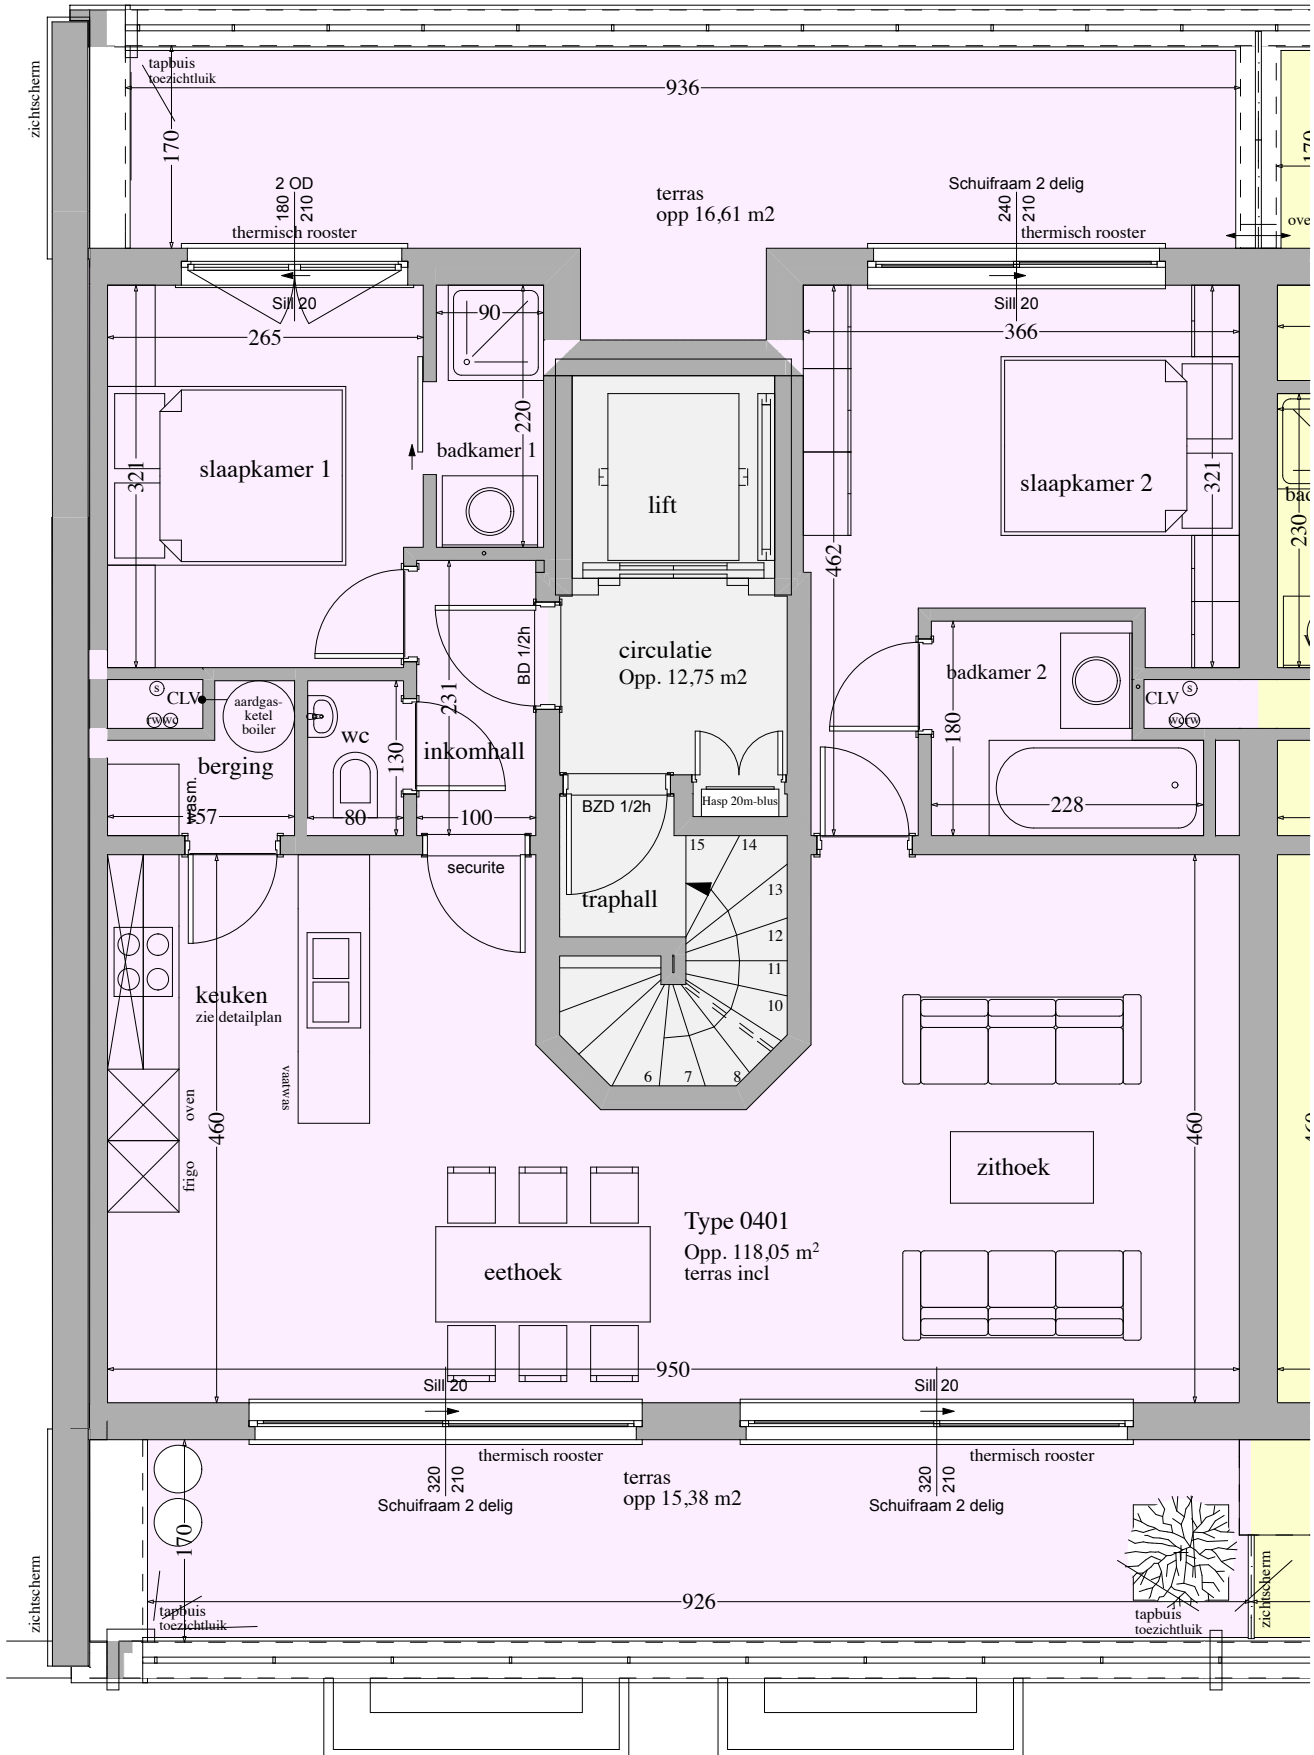 zichtscherm
tapbuis
toezichtluik
936
170
170
2 OD
180
210
thermisch rooster
terras
opp 16,61 m2
Schuifraam 2 delig
240
210
thermisch rooster
Sill 20
Sill 20
265
90
366
321
slaapkamer 1
220
badkamer 1
lift
462
slaapkamer 2
321
230
BD 1/2h
231
circulatie
Opp. 12,75 m2
badkamer 2
180
228
s
CLV
rw
wc
aardgas-
ketel
boiler
wc
130
80
inkomhall
100
berging
wasm.
157
s
CLV
wc
rw
BZD 1/2h
Hasp 20m-blus
securite
traphall
15
14
13
12
11
10
8
7
6
keuken
zie detailplan
vaatwas
oven
frigo
460
460
zithoek
Type 0401
Opp. 118,05 m²
terras incl
eethoek
950
Sill 20
Sill 20
thermisch rooster
thermisch rooster
320
210
Schuifraam 2 delig
terras
opp 15,38 m2
320
210
Schuifraam 2 delig
170
926
zichtscherm
tapbuis
toezichtluik
tapbuis
toezichtluik
zichtscherm